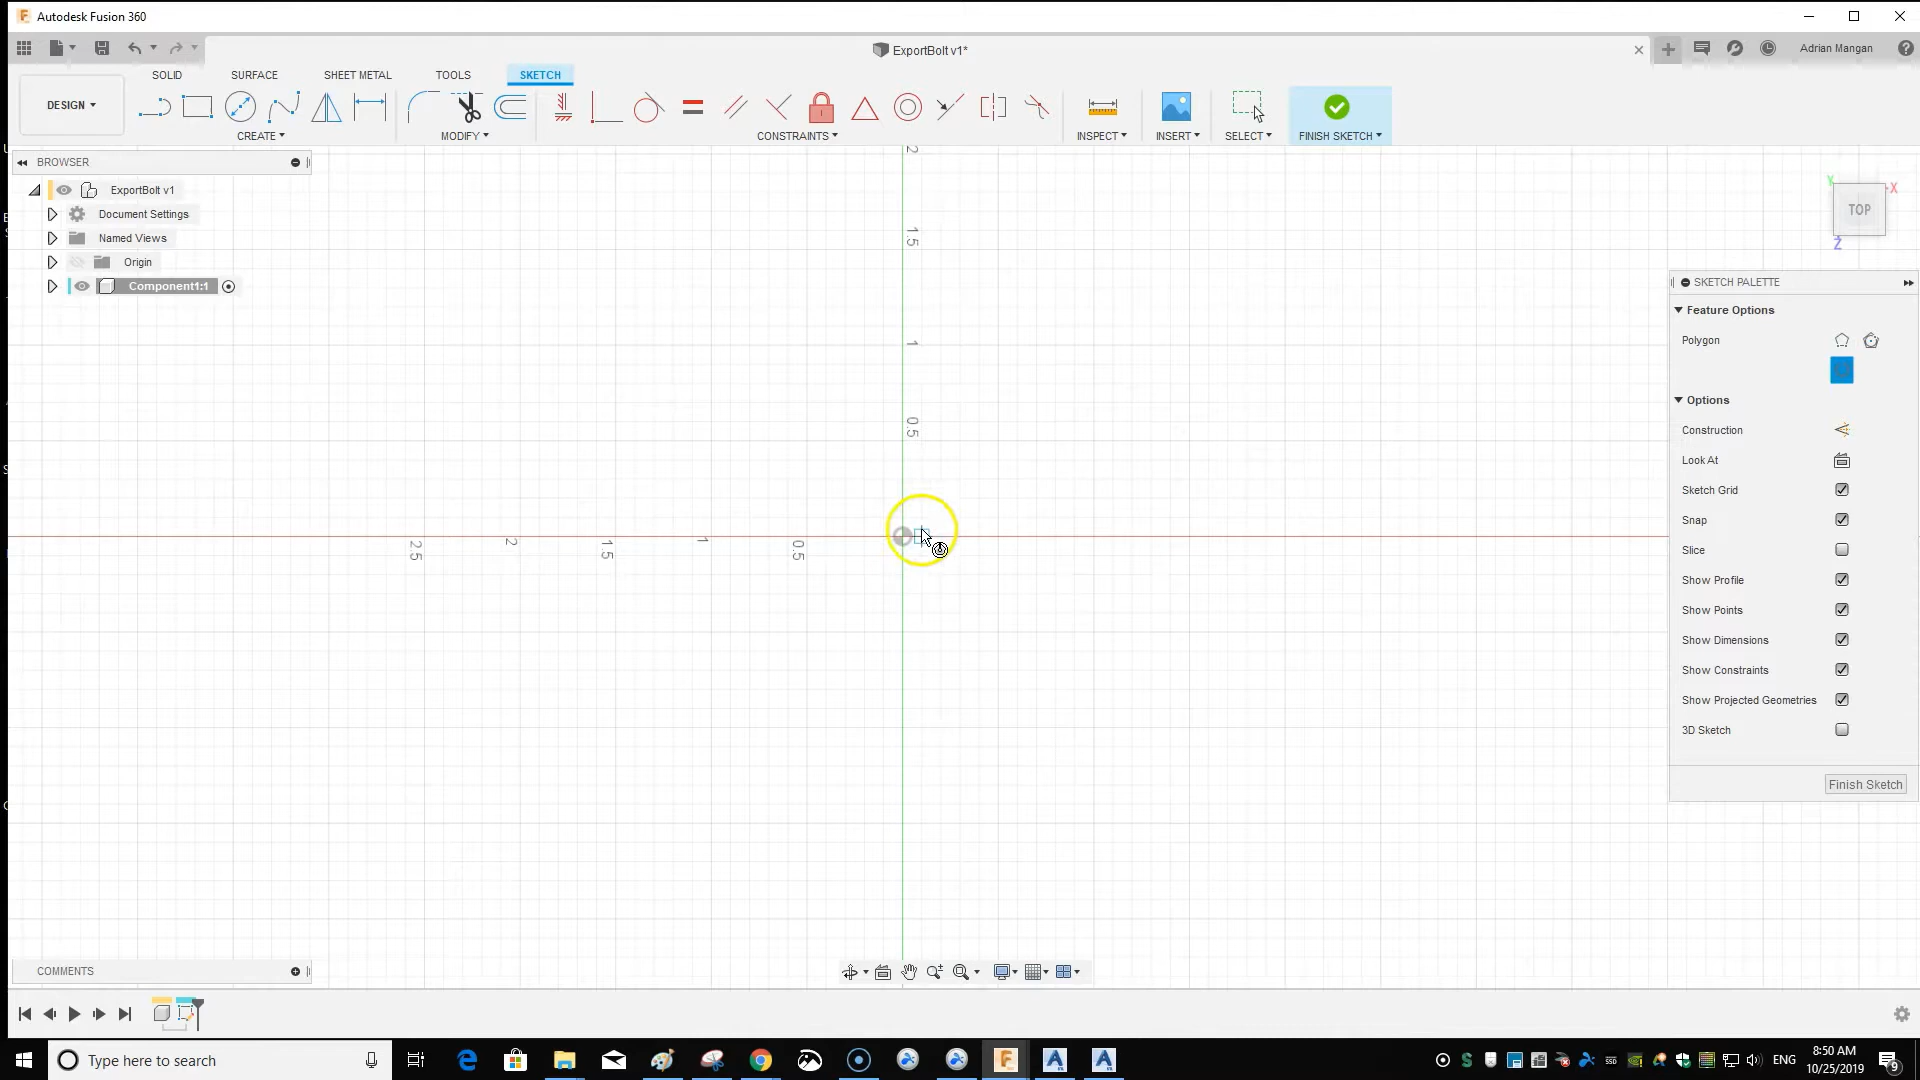 Autodesk Fusion 360
ExportBolt v1*
Adrian Mangan
SOLID SURFACE SHEET METAL TOOLS SKETCH
DESIGN
CREATE MODIFY CONSTRAINTS INSPECT INSERT SELECT FINISH SKETCH
BROWSER
ExportBolt v1
Document Settings
Named Views
Origin
Component1:1
2
1.5
1
0.5
2.5 2 1.5 1 0.5
Y
X
TOP
Z
SKETCH PALETTE
Feature Options
Polygon
Options
Construction
Look At
Sketch Grid
Snap
Slice
Show Profile
Show Points
Show Dimensions
Show Constraints
Show Projected Geometries
3D Sketch
Finish Sketch
COMMENTS
Type here to search
ENG
8:50 AM
10/25/2019
9